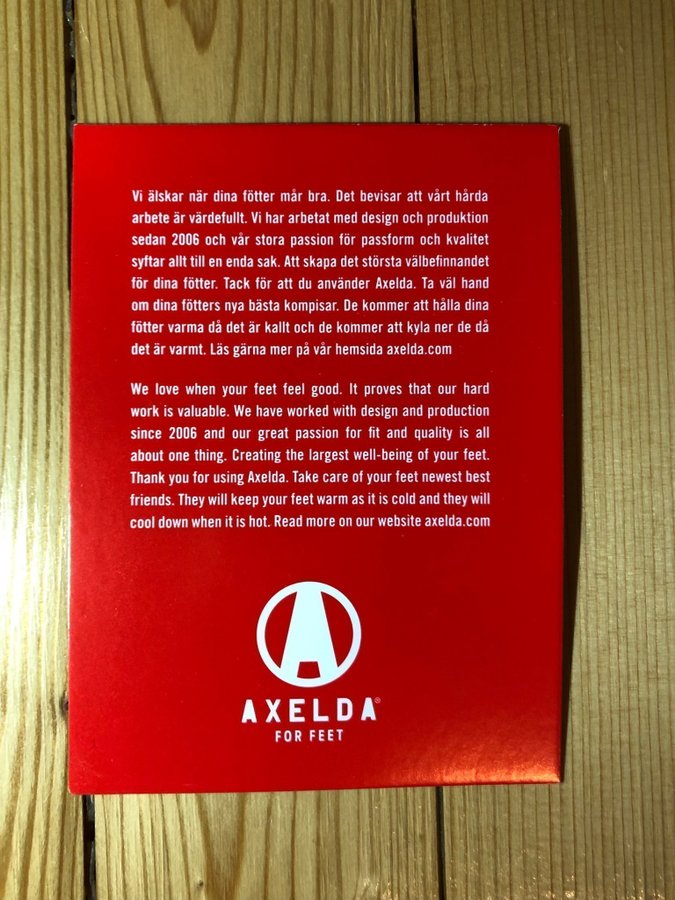 Vi älskar när dina fötter mår bra. Det bevisar att vårt hårda
arbete är värdefullt. Vi har arbetat med design och produktion
sedan 2006 och vår stora passion för passform och kvalitet
syftar allt till en enda sak. Att skapa det största välbefinnandet
för dina fötter. Tack för att du använder Axelda. Ta väl hand
om dina fötters nya bästa kompisar. De kommer att hålla dina
fötter varma då det är kallt och de kommer att kyla ner de då
det är varmt. Läs gärna mer på vår hemsida axelda.com
We love when your feet feel good. It proves that our hard
work is valuable. We have worked with design and production
since 2006 and our great passion for fit and quality is all
about one thing. Creating the largest well-being of your feet.
Thank you for using Axelda. Take care of your feet newest best
friends. They will keep your feet warm as it is cold and they will
cool down when it is hot. Read more on our website axelda.com
AXELDA®
FOR FEET